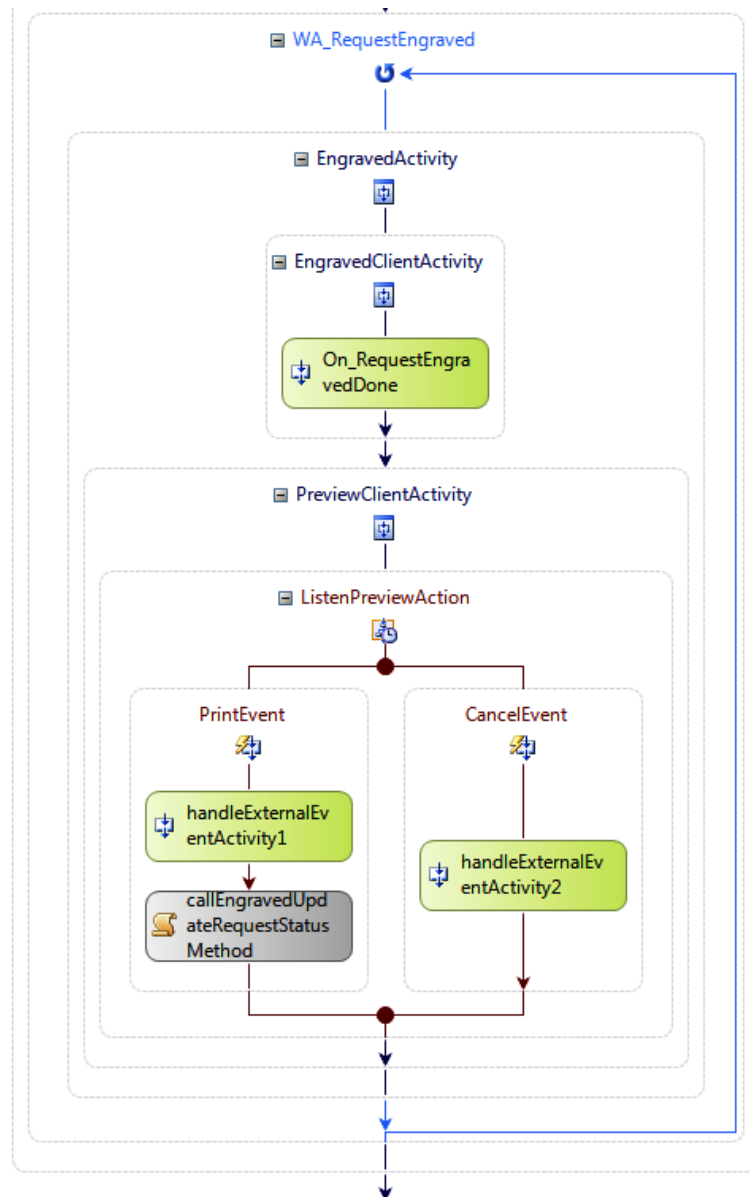 WA_RequestEngraved
EngravedActivity
EngravedClientActivity
On_RequestEngra
vedDone
PreviewClientActivity
ListenPreviewAction
PrintEvent
CancelEvent
handleExternalEv
entActivity1
handleExternalEv
entActivity2
callEngravedUpd
ateRequestStatus
Method